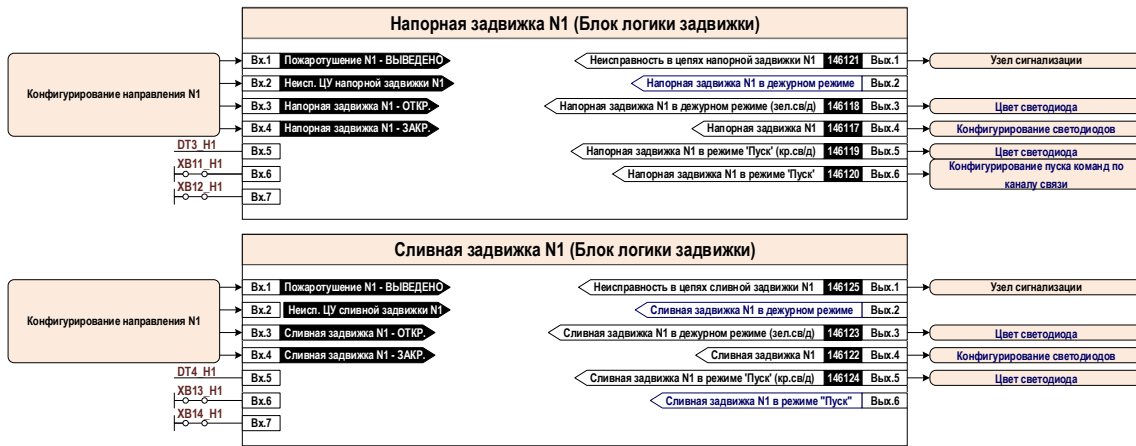 Напорная задвижка N1 (Блок логики задвижки)
Конфигурирование направления N1
Вх.1 Пожаротушение N1 - ВЫВЕДЕНО
Вх.2 Неисп. ЦУ напорной задвижки N1
Вх.3 Напорная задвижка N1 - ОТКР.
Вх.4 Напорная задвижка N1 - ЗАКР.
DT3_H1 Вх.5
XB11_H1 Вх.6
XB12_H1 Вх.7
Неисправность в цепях напорной задвижки N1 146121 Вых.1 Узел сигнализации
Напорная задвижка N1 в дежурном режиме Вых.2
Напорная задвижка N1 в дежурном режиме (зел.св/д) 146118 Вых.3 Цвет светодиода
Напорная задвижка N1 146117 Вых.4 Конфигурирование светодиодов
Напорная задвижка N1 в режиме 'Пуск' (кр.св/д) 146119 Вых.5 Цвет светодиода
Напорная задвижка N1 в режиме 'Пуск' 146120 Вых.6 Конфигурирование пуска команд по
каналу связи
Сливная задвижка N1 (Блок логики задвижки)
Конфигурирование направления N1
Вх.1 Пожаротушение N1 - ВЫВЕДЕНО
Вх.2 Неисп. ЦУ сливной задвижки N1
Вх.3 Сливная задвижка N1 - ОТКР.
Вх.4 Сливная задвижка N1 - ЗАКР.
DT4_H1 Вх.5
XB13_H1 Вх.6
XB14_H1 Вх.7
Неисправность в цепях сливной задвижки N1 146125 Вых.1 Узел сигнализации
Сливная задвижка N1 в дежурном режиме Вых.2
Сливная задвижка N1 в дежурном режиме (зел.св/д) 146123 Вых.3 Цвет светодиода
Сливная задвижка N1 146122 Вых.4 Конфигурирование светодиодов
Сливная задвижка N1 в режиме 'Пуск' (кр.св/д) 146124 Вых.5 Цвет светодиода
Сливная задвижка N1 в режиме "Пуск" Вых.6